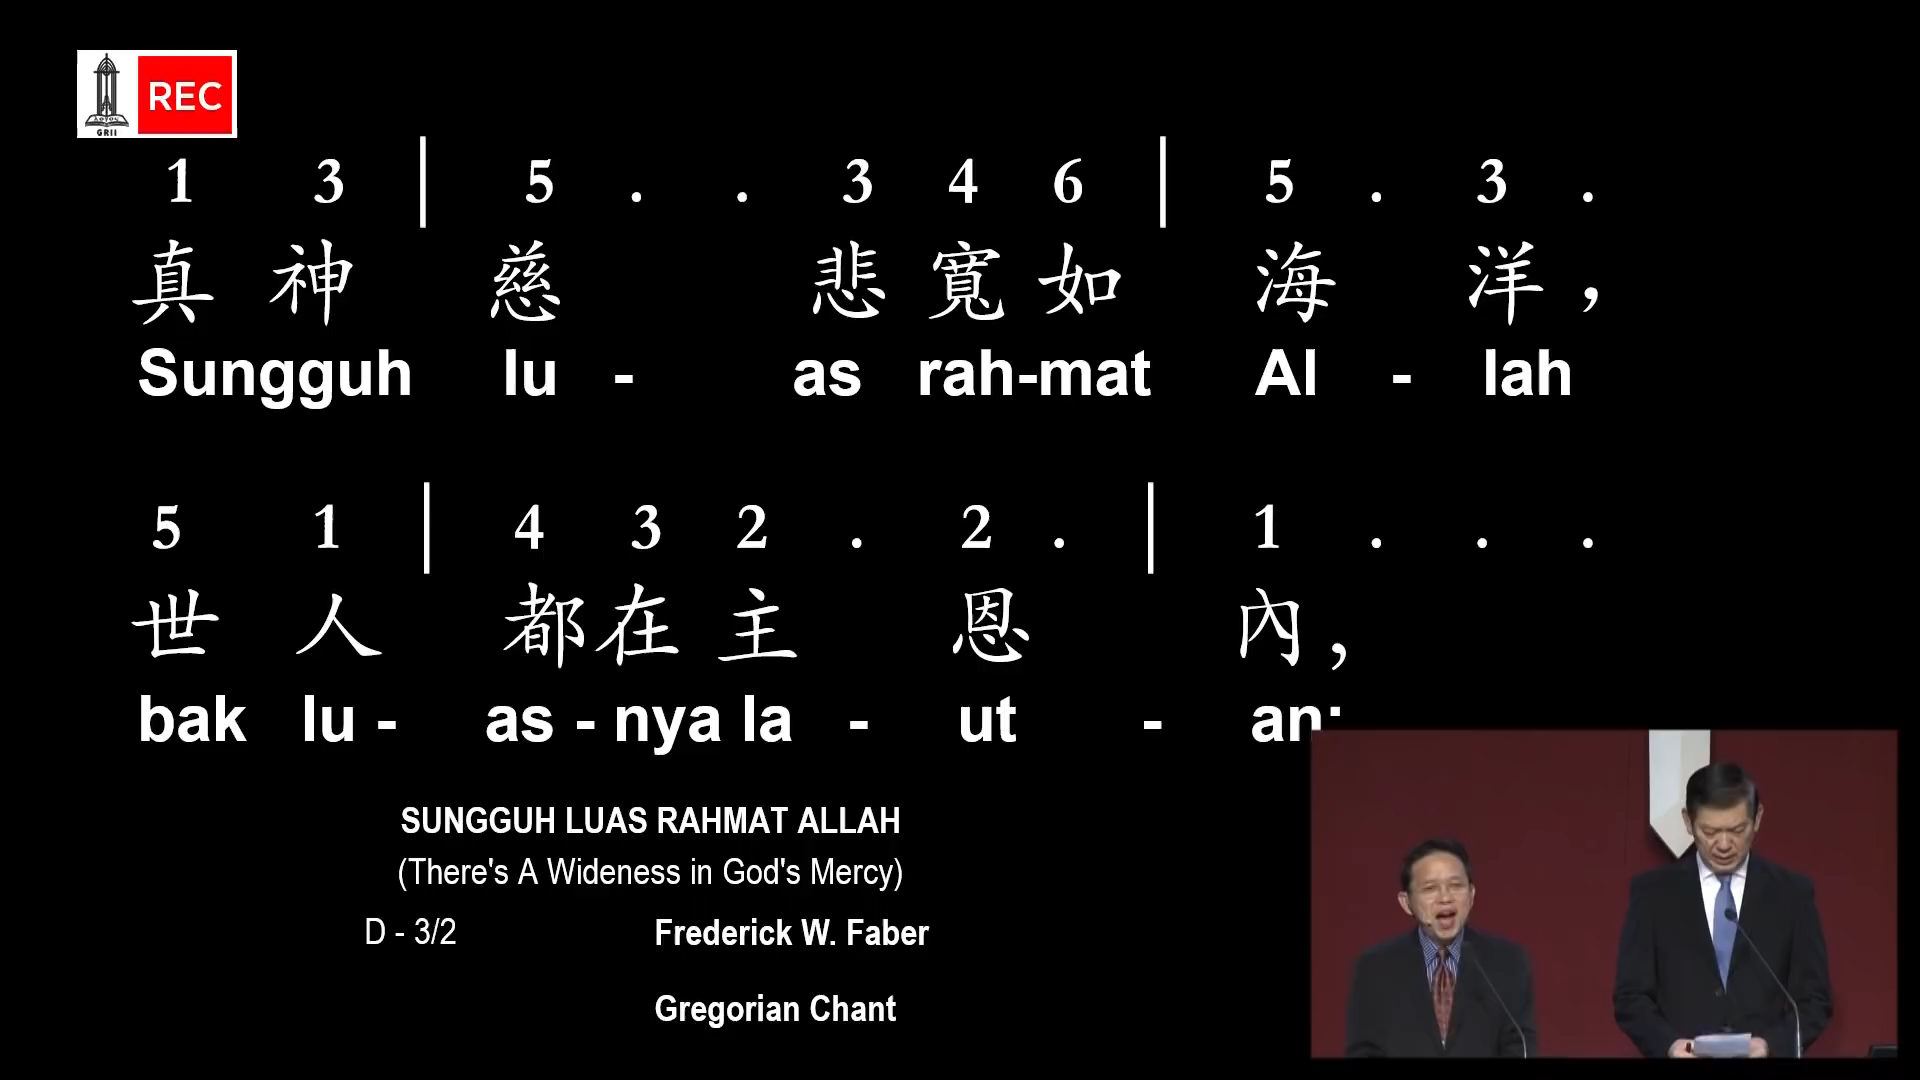 REC
GRII
1 3 | 5 . . 3 4 6 | 5 . 3 .
真神慈悲寬如海洋，
Sungguh lu - as rah-mat Al - lah
5 1 | 4 3 2 . 2 . | 1 . . .
世人都在主恩內，
bak lu - as - nya la - ut - an;
SUNGGUH LUAS RAHMAT ALLAH
(There's A Wideness in God's Mercy)
D - 3/2
Frederick W. Faber
Gregorian Chant